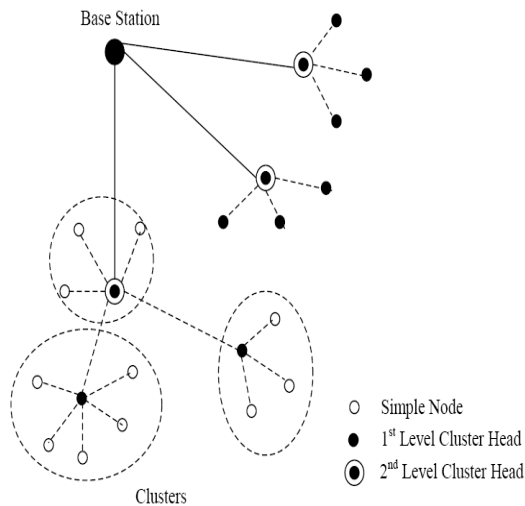 Base Station
Simple Node
1st Level Cluster Head
2nd Level Cluster Head
Clusters